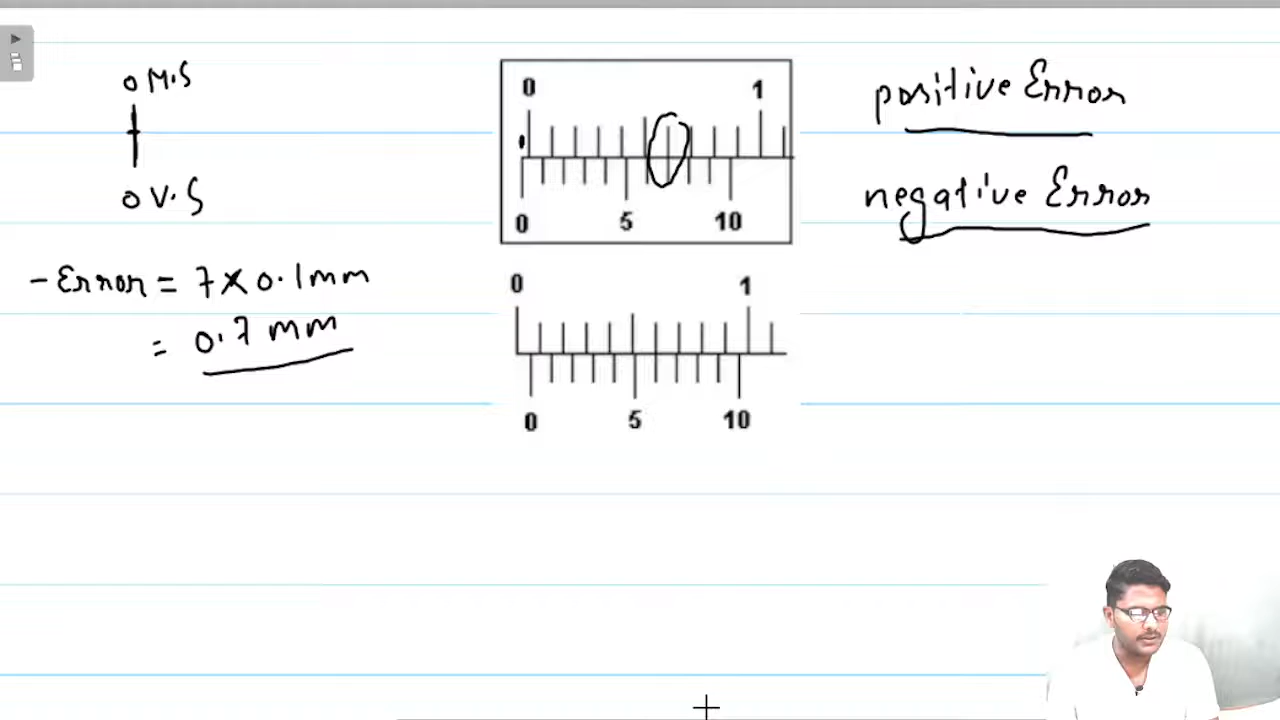 0 M.S
0 V.S
- Error = 7 × 0.1mm
= 0.7 mm
0 1
0 5 10
0 1
0 5 10
positive Error
negative Error